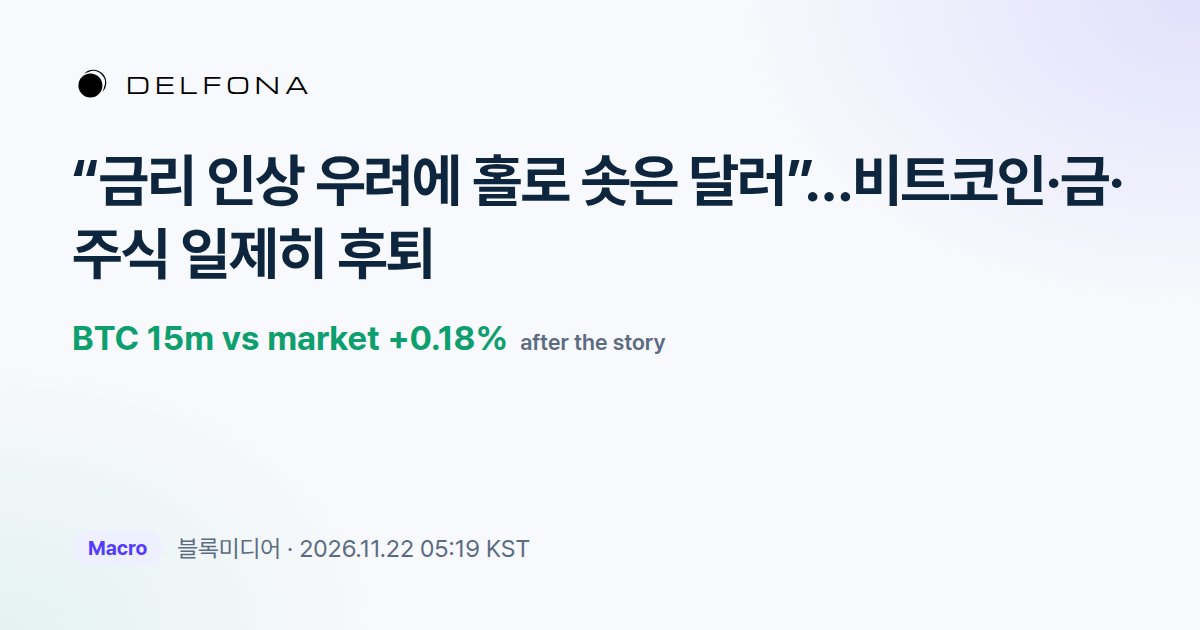 DELFONA
“금리 인상 우려에 홀로 솟은 달러”…비트코인·금·
주식 일제히 후퇴
BTC 15m vs market +0.18% after the story
Macro 블록미디어 · 2026.11.22 05:19 KST